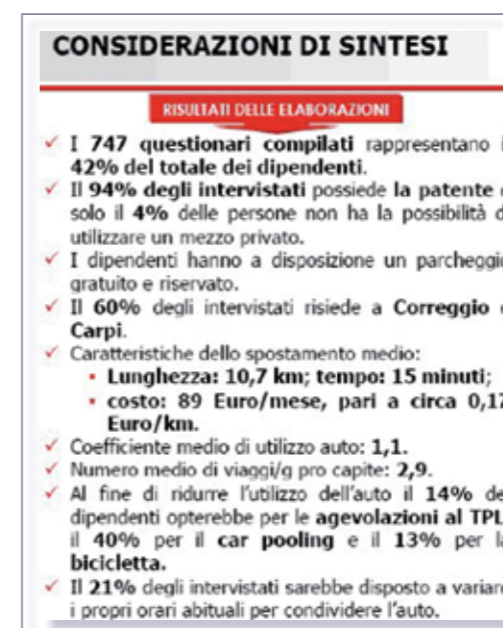 CONSIDERAZIONI DI SINTESI
RISULTATI DELLE ELABORAZIONI
✓ I 747 questionari compilati rappresentano i
42% del totale dei dipendenti.
✓ Il 94% degli intervistati possiede la patente e
solo il 4% delle persone non ha la possibilità d
utilizzare un mezzo privato.
✓ I dipendenti hanno a disposizione un parcheggio
gratuito e riservato.
✓ Il 60% degli intervistati risiede a Correggio e
Carpi.
✓ Caratteristiche dello spostamento medio:
▪ Lunghezza: 10,7 km; tempo: 15 minuti;
▪ costo: 89 Euro/mese, pari a circa 0,17
Euro/km.
✓ Coefficiente medio di utilizzo auto: 1,1.
✓ Numero medio di viaggi/g pro capite: 2,9.
✓ Al fine di ridurre l'utilizzo dell'auto il 14% de
dipendenti opterebbe per le agevolazioni al TPL
il 40% per il car pooling e il 13% per la
bicicletta.
✓ Il 21% degli intervistati sarebbe disposto a variare
i propri orari abituali per condividere l'auto.